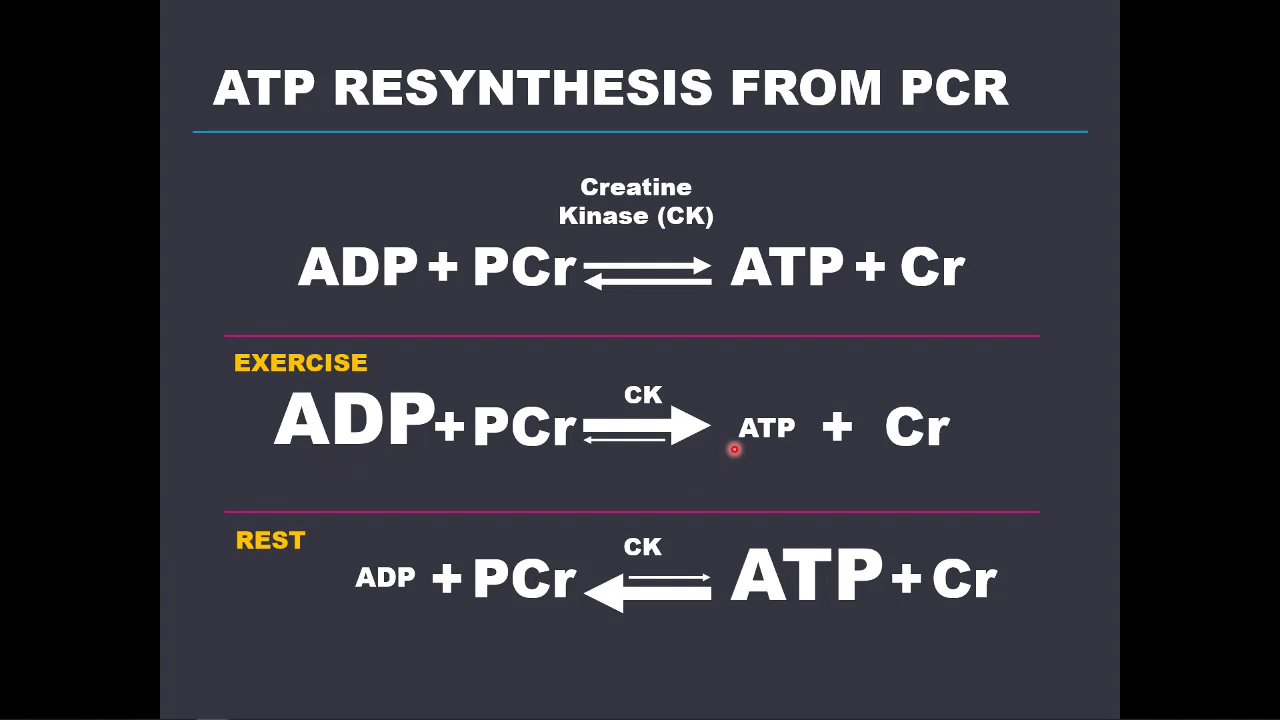 ATP RESYNTHESIS FROM PCR
Creatine
Kinase (CK)
ADP + PCr ATP + Cr
EXERCISE
CK
ADP + PCr ATP + Cr
REST
CK
ADP + PCr ATP + Cr